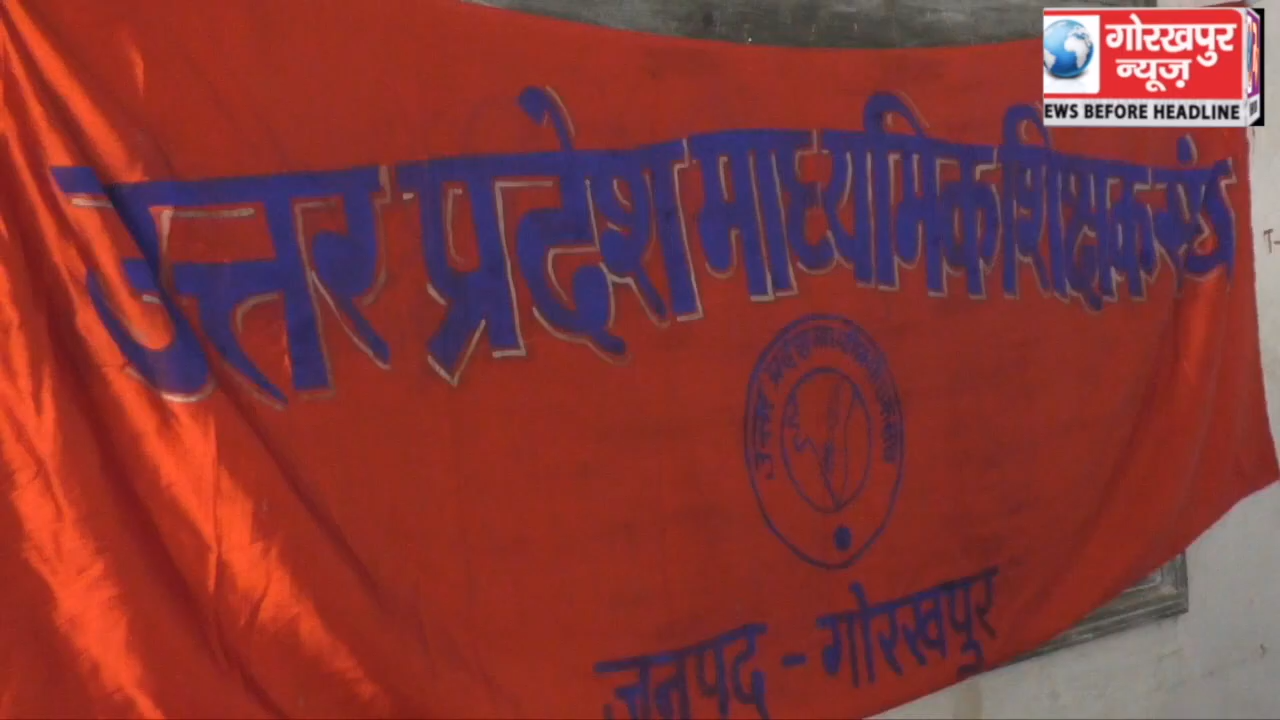 गोरखपुर
न्यूज़
EWS BEFORE HEADLINE
उत्तर प्रदेश माध्यमिक शिक्षक संघ
जनपद - गोरखपुर